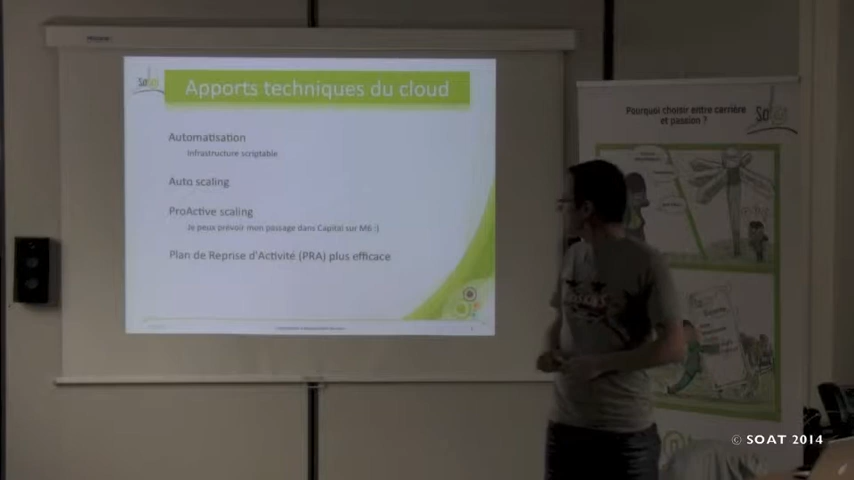 Apports techniques du cloud
Automatisation
Infrastructure scriptable
Auto scaling
ProActive scaling
Je peux prévoir mon passage dans Capital sur M6 :)
Plan de Reprise d'Activité (PRA) plus efficace
Pourquoi choisir entre carrière
et passion ?
© SOAT 2014